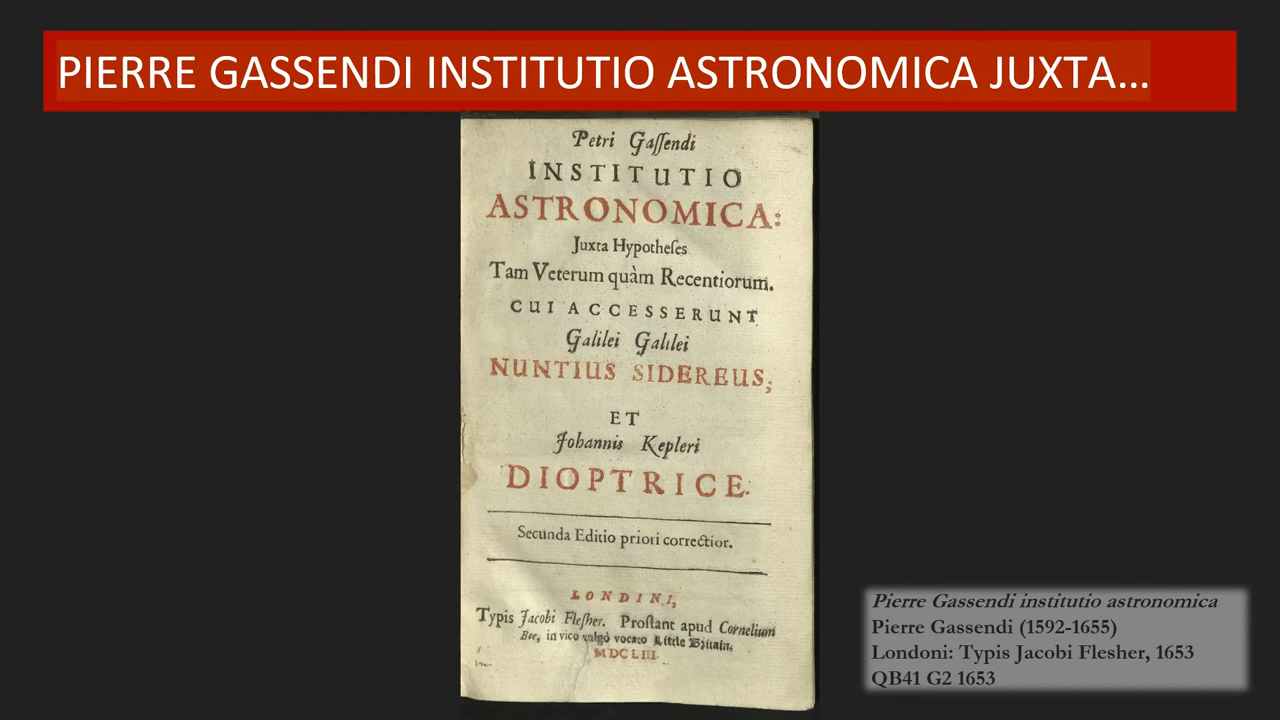 PIERRE GASSENDI INSTITUTIO ASTRONOMICA JUXTA...
Petri Gaſſendi
INSTITUTIO
ASTRONOMICA:
Juxta Hypotheſes
Tam Veterum quàm Recentiorum.
CUI ACCESSERUNT
Galilei Galilei
NUNTIUS SIDEREUS;
ET
Johannis Kepleri
DIOPTRICE.
Secunda Editio priori correctior.
LONDINI,
Typis Jacobi Fleſher. Proſtant apud Cornelium
Bee, in vico vulgò vocato Little Britain.
MDCLIII.
Pierre Gassendi institutio astronomica
Pierre Gassendi (1592-1655)
Londoni: Typis Jacobi Flesher, 1653
QB41 G2 1653